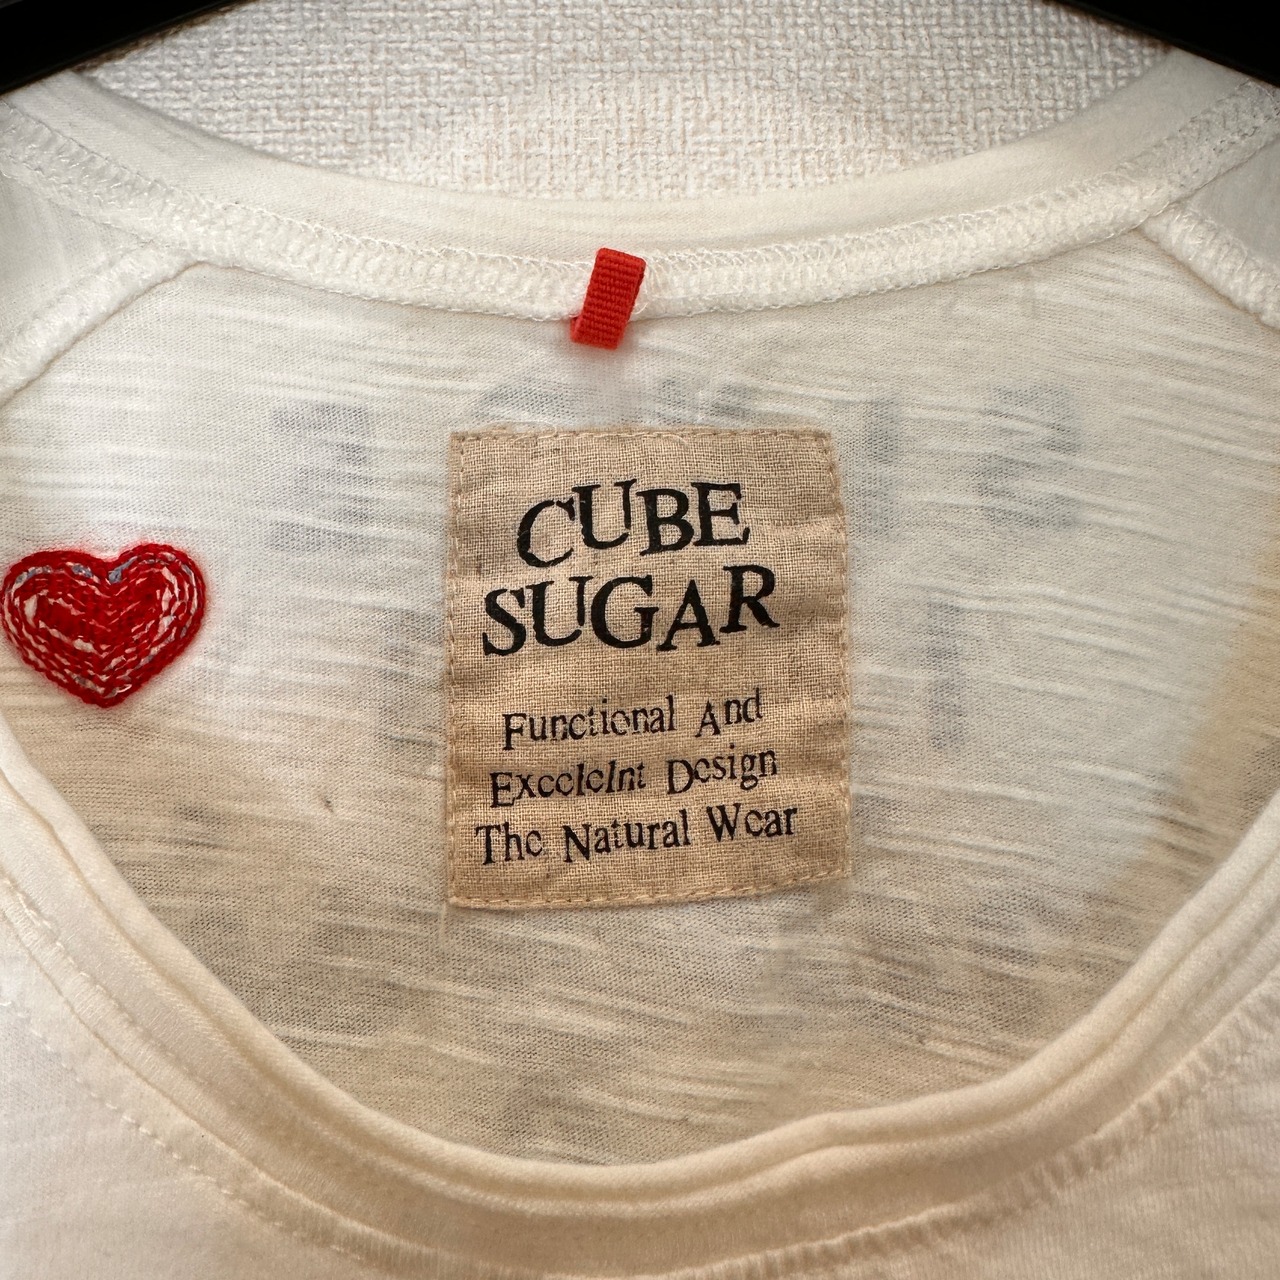 CUBE
SUGAR
Functional And
Excelelnt Design
The Natural Wear